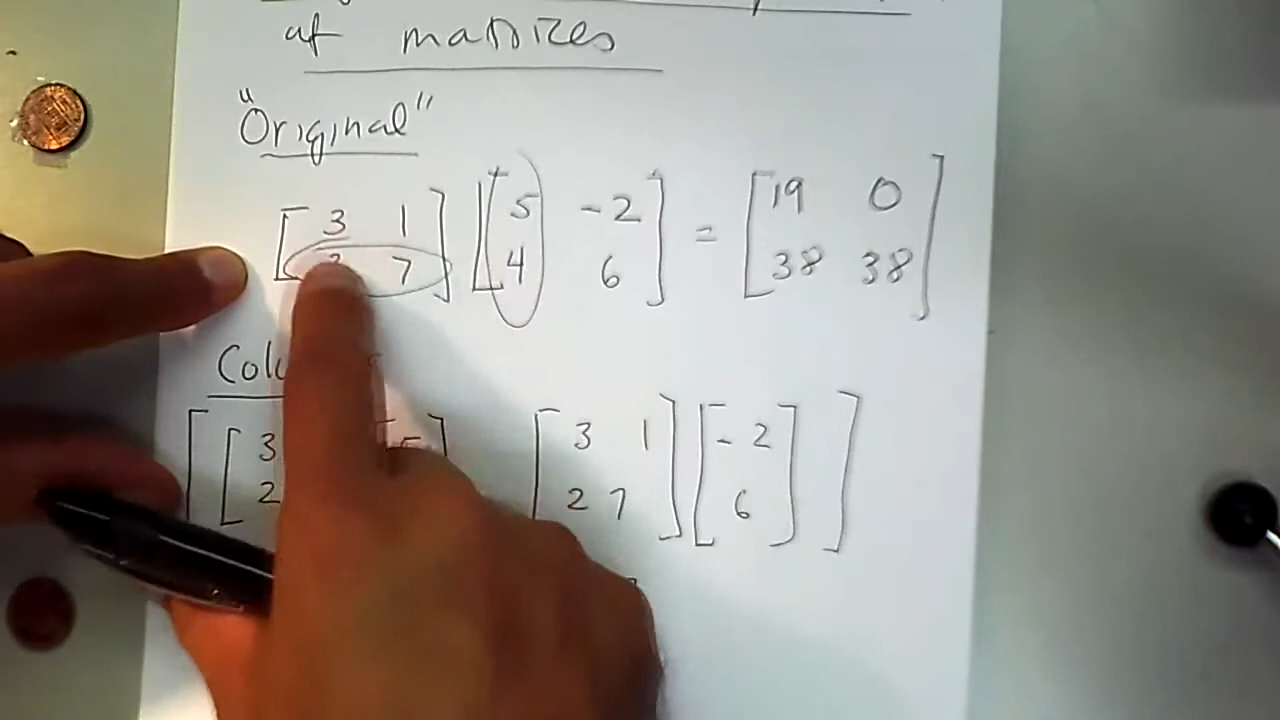 of matrices
"Original"
[3 1] [5 -2] = [19 0]
[7] [4 6] [38 38]
[[3 [3 1] [-2]]
[2 [2 7] [6]]